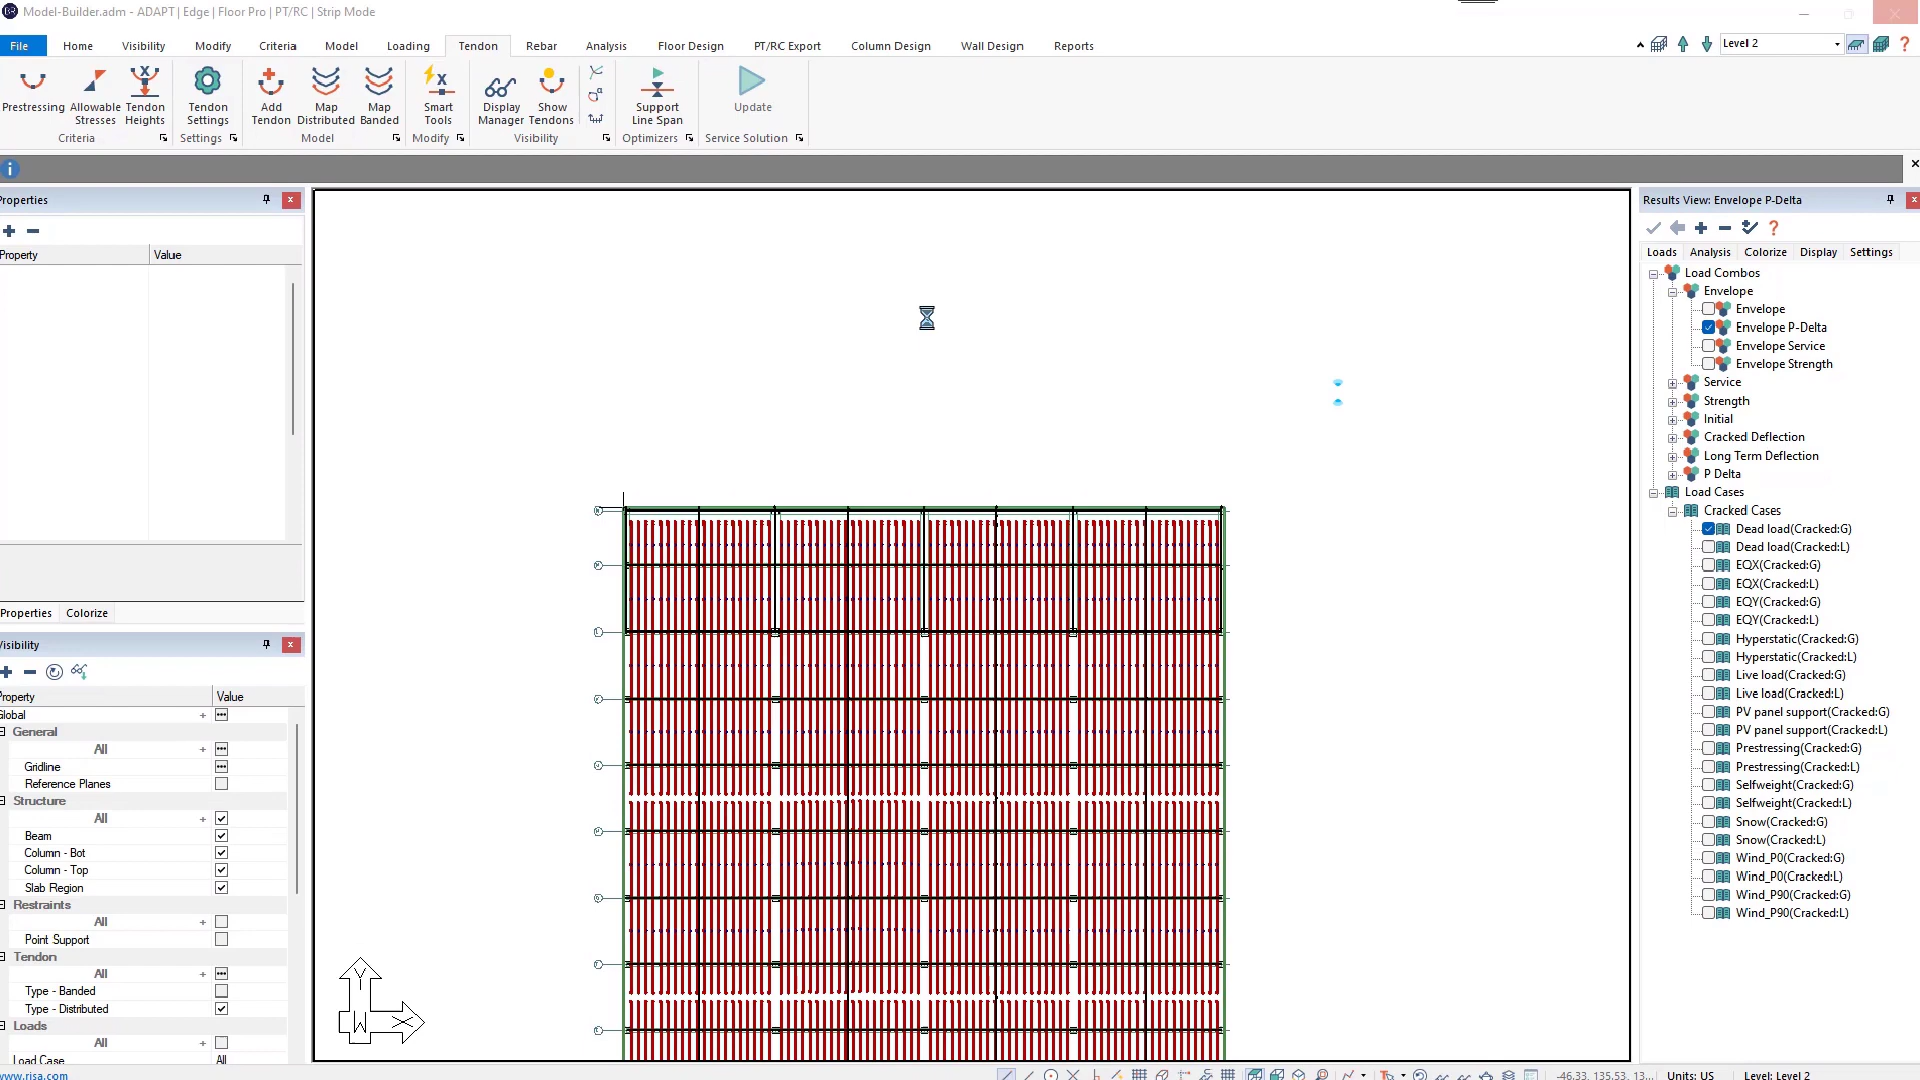 Model-Builder.adm - ADAPT | Edge | Floor Pro | PT/RC | Strip Mode
File Home Visibility Modify Criteria Model Loading Tendon Rebar Analysis Floor Design PT/RC Export Column Design Wall Design Reports
Level 2
Prestressing
Allowable Stresses
Tendon Heights
Tendon Settings
Add Tendon
Map Distributed
Map Banded
Smart Tools
Display Manager
Show Tendons
Support Line Span
Update
Criteria
Settings
Model
Modify
Visibility
Optimizers
Service Solution
Properties
Property Value
Properties Colorize
Visibility
Property Value
Global
General
All
Gridline
Reference Planes
Structure
All
Beam
Column - Bot
Column - Top
Slab Region
Restraints
All
Point Support
Tendon
All
Type - Banded
Type - Distributed
Loads
All
Load Case All
www.risa.com
Y
W X
Results View: Envelope P-Delta
Loads Analysis Colorize Display Settings
Load Combos
Envelope
Envelope
Envelope P-Delta
Envelope Service
Envelope Strength
Service
Strength
Initial
Cracked Deflection
Long Term Deflection
P Delta
Load Cases
Cracked Cases
Dead load(Cracked:G)
Dead load(Cracked:L)
EQX(Cracked:G)
EQX(Cracked:L)
EQY(Cracked:G)
EQY(Cracked:L)
Hyperstatic(Cracked:G)
Hyperstatic(Cracked:L)
Live load(Cracked:G)
Live load(Cracked:L)
PV panel support(Cracked:G)
PV panel support(Cracked:L)
Prestressing(Cracked:G)
Prestressing(Cracked:L)
Selfweight(Cracked:G)
Selfweight(Cracked:L)
Snow(Cracked:G)
Snow(Cracked:L)
Wind_P0(Cracked:G)
Wind_P0(Cracked:L)
Wind_P90(Cracked:G)
Wind_P90(Cracked:L)
-46.33, 135.53, 13... Units: US Level: Level 2